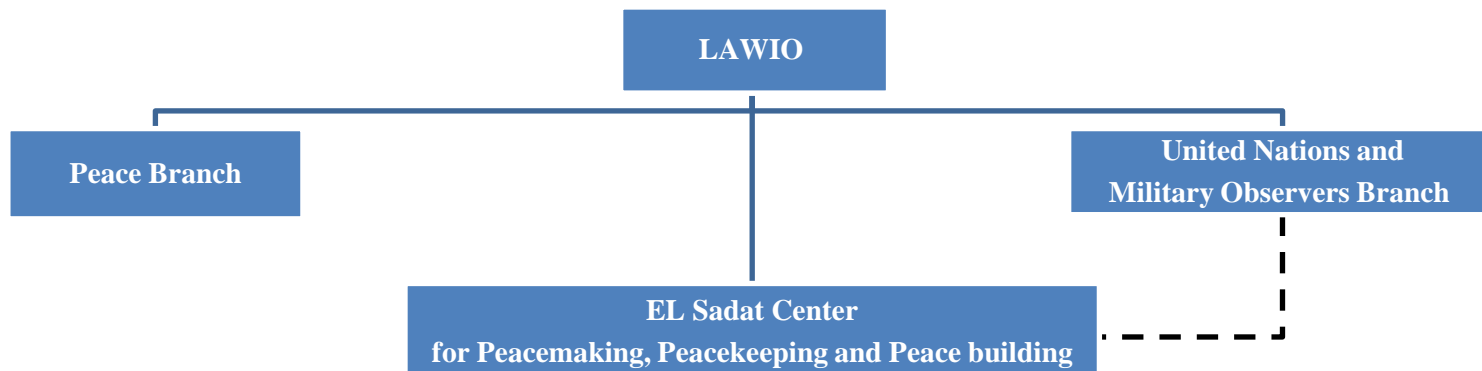 LAWIO
Peace Branch
United Nations and
Military Observers Branch
EL Sadat Center
for Peacemaking, Peacekeeping and Peace building